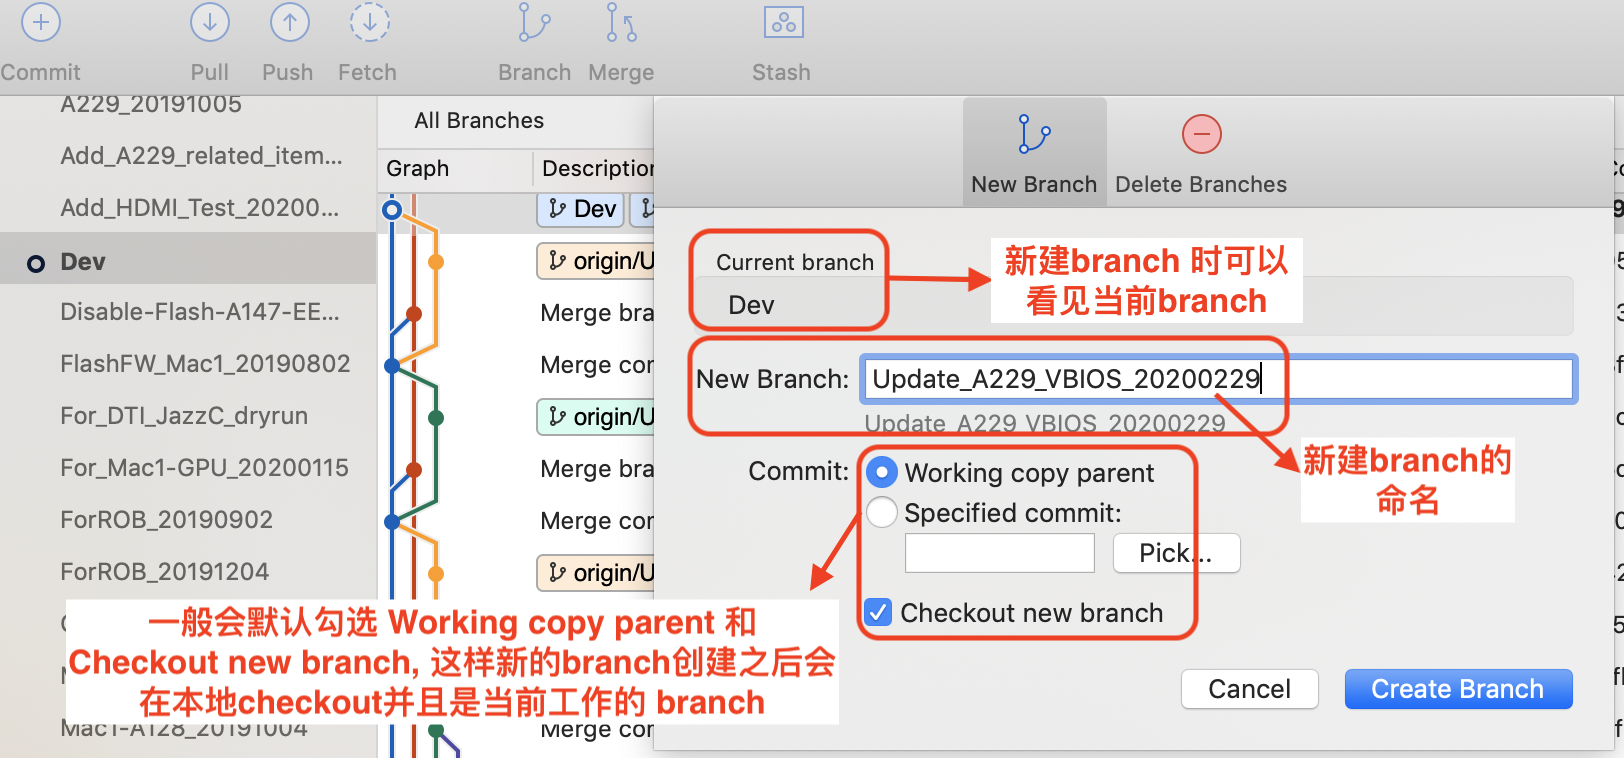 Commit
Pull
Push
Fetch
Branch
Merge
Stash
A229_20191005
Add_A229_related_item...
Add_HDMI_Test_20200...
Dev
Disable-Flash-A147-EE...
FlashFW_Mac1_20190802
For_DTI_JazzC_dryrun
For_Mac1-GPU_20200115
ForROB_20190902
ForROB_20191204
Mac1-A128_20191004
All Branches
Graph
Description
Dev
origin/U
Merge bra
Merge cor
origin/U
Merge bra
Merge cor
origin/U
Merge cor
New Branch
Delete Branches
Current branch
Dev
新建branch 时可以
看见当前branch
New Branch:
Update_A229_VBIOS_20200229
Update_A229_VBIOS_20200229
新建branch的
命名
Commit:
Working copy parent
Specified commit:
Pick...
Checkout new branch
一般会默认勾选 Working copy parent 和
Checkout new branch, 这样新的branch创建之后会
在本地checkout并且是当前工作的 branch
Cancel
Create Branch